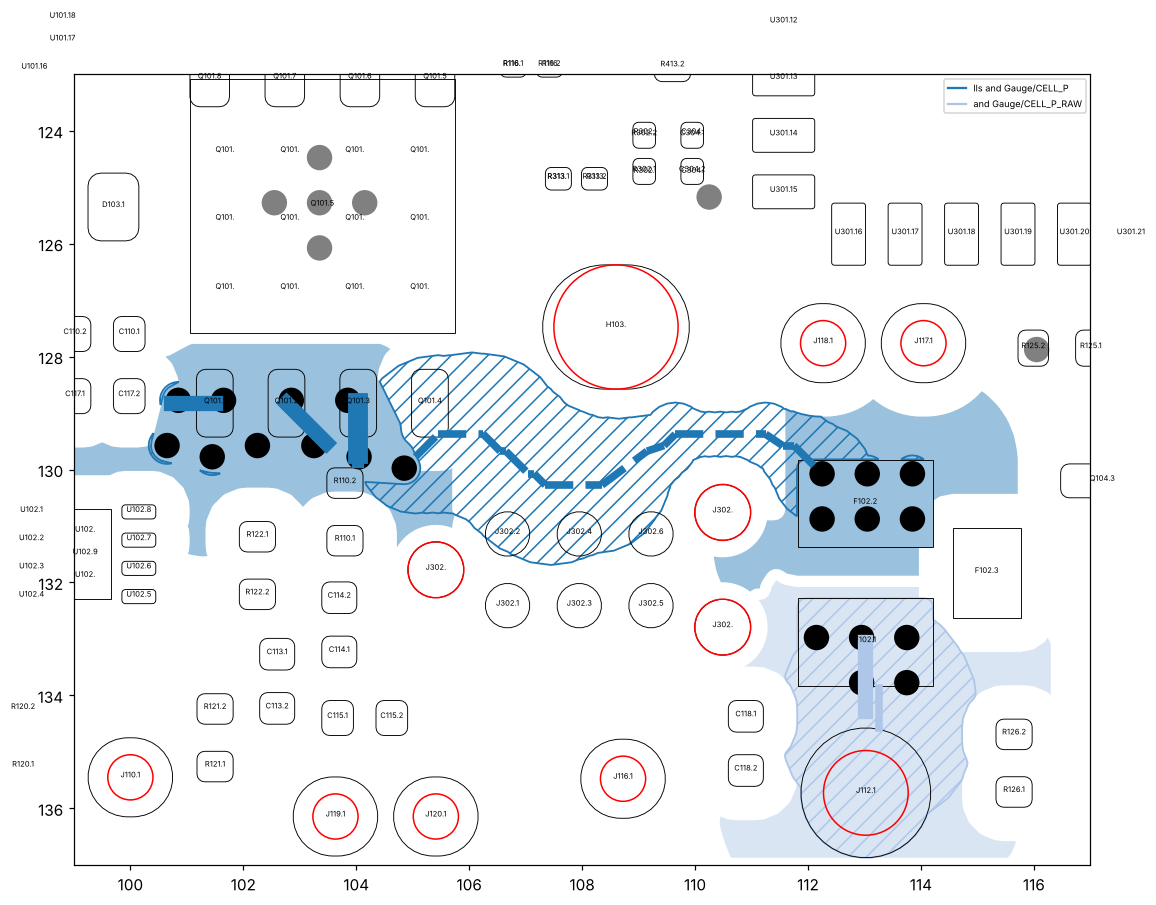 U101.18
U301.12
U101.17
U101.16
R116.1
R413.2
Q101.8
Q101.7
Q101.6
Q101.5
U301.13
lls and Gauge/CELL_P
and Gauge/CELL_P_RAW
124
U301.14
Q101.
Q101.
Q101.
Q101.
R313.1
U301.15
D103.1
Q101.5
Q101.
Q101.
Q101.
Q101.
U301.16
U301.17
U301.18
U301.19
U301.20
U301.21
126
Q101.
Q101.
Q101.
Q101.
H103.
C110.2
C110.1
J118.1
J117.1
R125.2
R125.1
128
C117.1
C117.2
Q101.3
Q101.4
130
R110.2
F102.2
Q104.3
U102.1
U102.8
J302.
U102.
R122.1
R110.1
J302.2
J302.4
J302.6
U102.2
U102.7
U102.9
U102.3
U102.6
U102.
J302.
F102.3
132
U102.4
U102.5
R122.2
C114.2
J302.1
J302.3
J302.5
J302.
F102.1
C113.1
C114.1
134
R120.2
R121.2
C113.2
C115.1
C115.2
C118.1
R126.2
R120.1
R121.1
J110.1
J116.1
C118.2
J112.1
R126.1
136
J119.1
J120.1
100
102
104
106
108
110
112
114
116